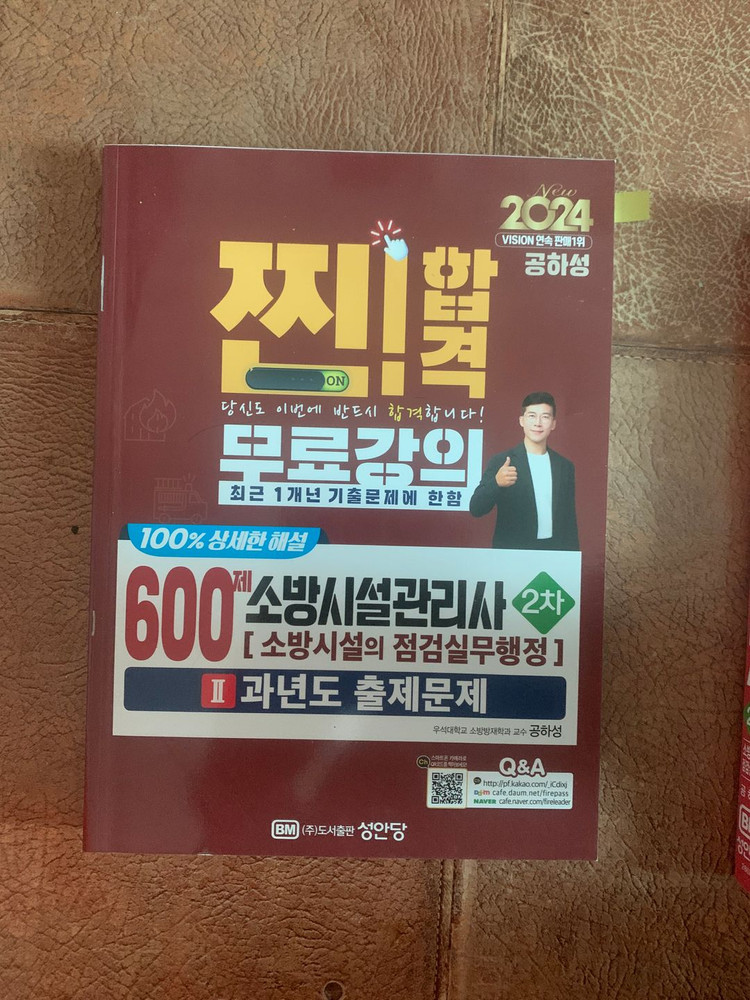 New
2024
VISION 연속 판매1위
공하성
찐!합격
ON
당신도 이번에 반드시 합격합니다!
무료강의
최근 1개년 기출문제에 한함
100% 상세한 해설
600제 소방시설관리사 2차
[ 소방시설의 점검실무행정 ]
Ⅱ 과년도 출제문제
우석대학교 소방방재학과 교수 공하성
Ch
Q&A
http://pf.kakao.com/_iCdixj
Daum cafe.daum.net/firepass
NAVER cafe.naver.com/fireleader
BM (주)도서출판 성안당